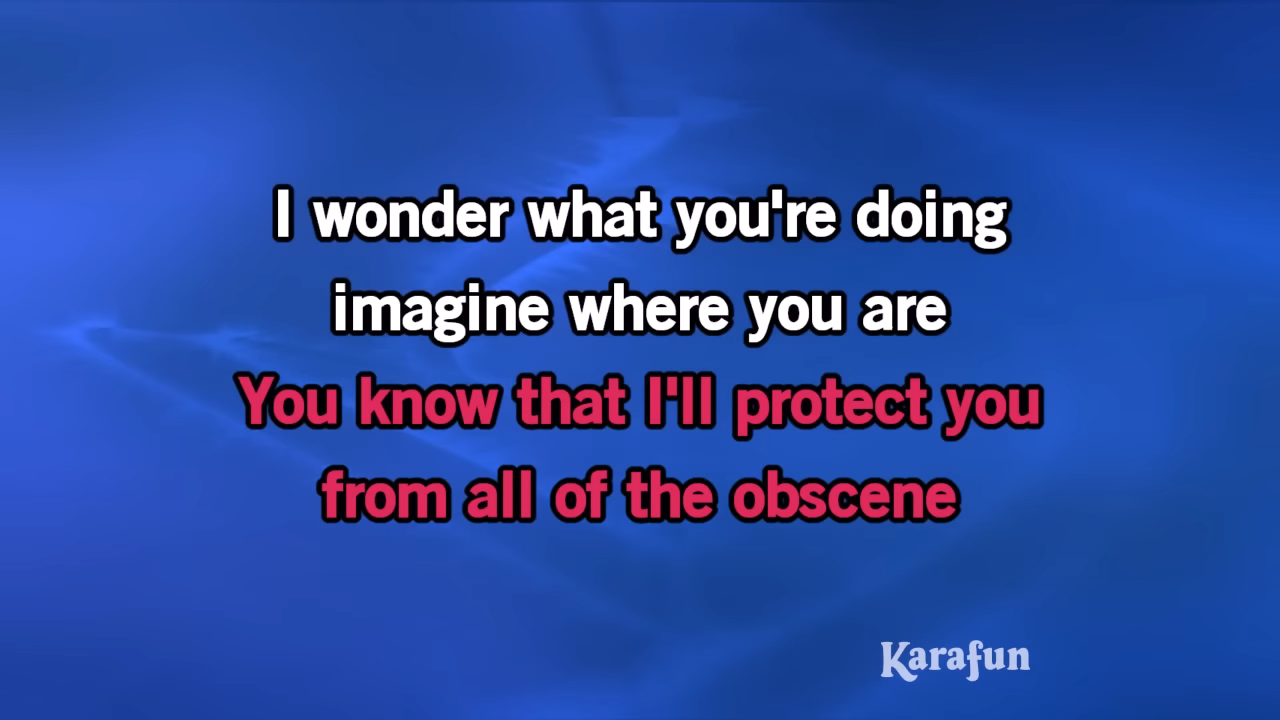 I wonder what you're doing
imagine where you are
You know that I'll protect you
from all of the obscene
Karafun